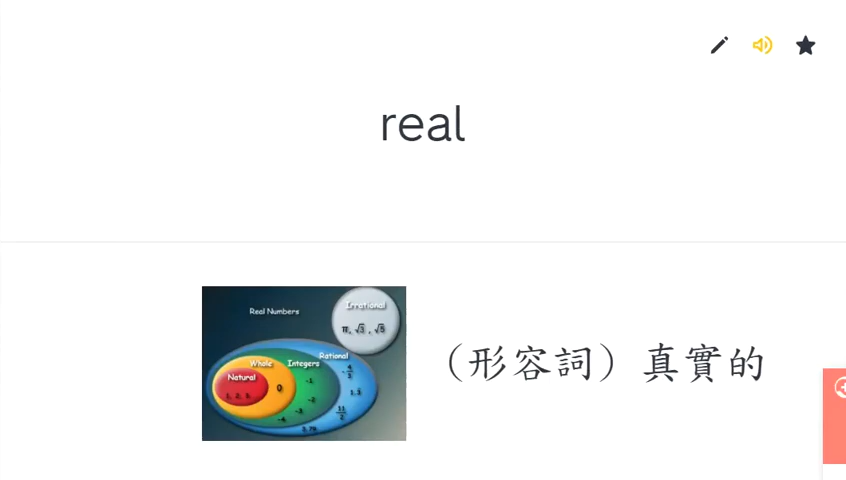 real
Real Numbers
Irrational
π, √3, √5
Rational
Whole
Integers
Natural
1, 2, 3
0
-1
-2
-3
-4
11/2
3.76
（形容詞）真實的